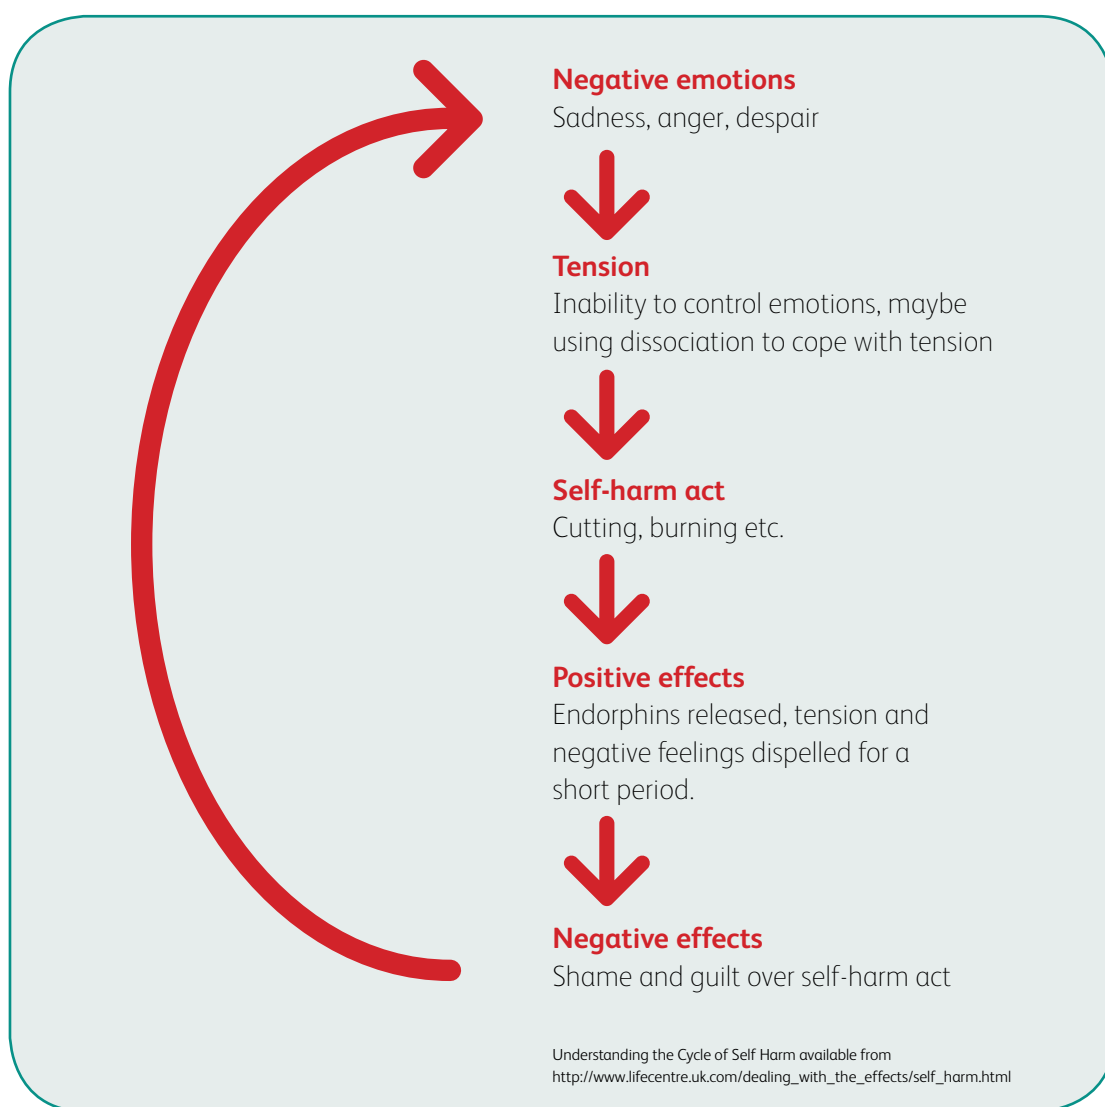 Negative emotions
Sadness, anger, despair
Tension
Inability to control emotions, maybe
using dissociation to cope with tension
Self-harm act
Cutting, burning etc.
Positive effects
Endorphins released, tension and
negative feelings dispelled for a
short period.
Negative effects
Shame and guilt over self-harm act
Understanding the Cycle of Self Harm available from
http://www.lifecentre.uk.com/dealing_with_the_effects/self_harm.html